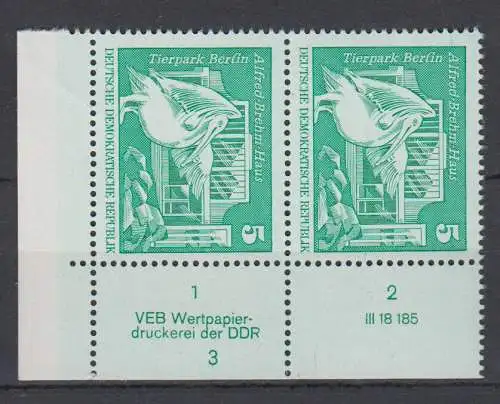 Tierpark Berlin
Alfred-Brehm-Haus
DEUTSCHE DEMOKRATISCHE REPUBLIK
5
Tierpark Berlin
Alfred-Brehm-Haus
DEUTSCHE DEMOKRATISCHE REPUBLIK
5
1
VEB Wertpapier-
druckerei der DDR
3
2
III 18 185